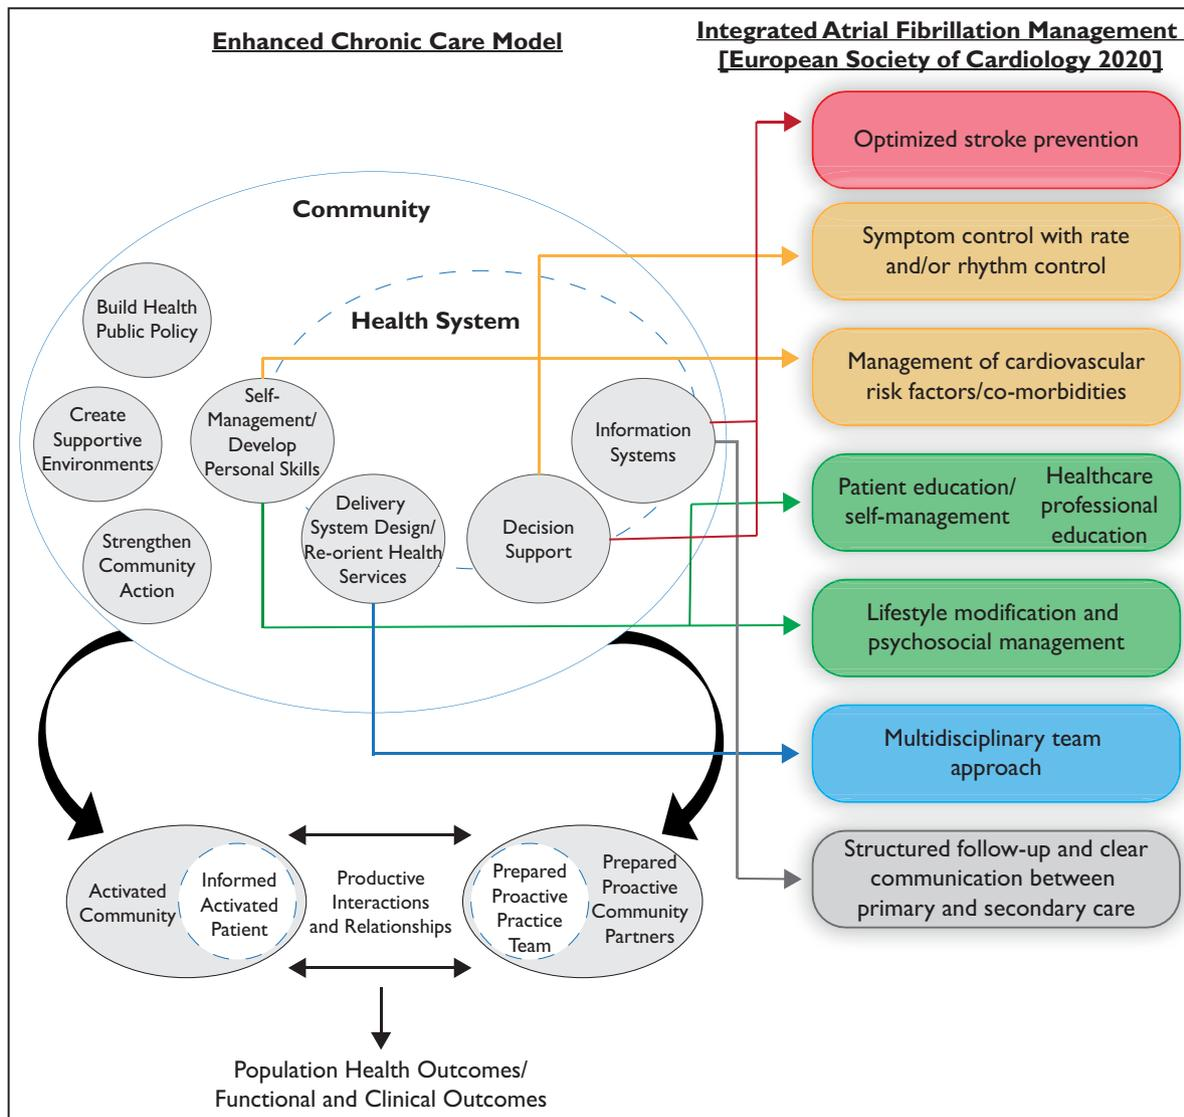 Enhanced Chronic Care Model
Integrated Atrial Fibrillation Management
[European Society of Cardiology 2020]
Community
Health System
Build Health
Public Policy
Create
Supportive
Environments
Strengthen
Community
Action
Self-
Management/
Develop
Personal Skills
Delivery
System Design/
Re-orient Health
Services
Decision
Support
Information
Systems
Optimized stroke prevention
Symptom control with rate
and/or rhythm control
Management of cardiovascular
risk factors/co-morbidities
Patient education/
self-management
Healthcare
professional
education
Lifestyle modification and
psychosocial management
Multidisciplinary team
approach
Structured follow-up and clear
communication between
primary and secondary care
Activated
Community
Informed
Activated
Patient
Productive
Interactions
and Relationships
Prepared
Proactive
Practice
Team
Prepared
Proactive
Community
Partners
Population Health Outcomes/
Functional and Clinical Outcomes